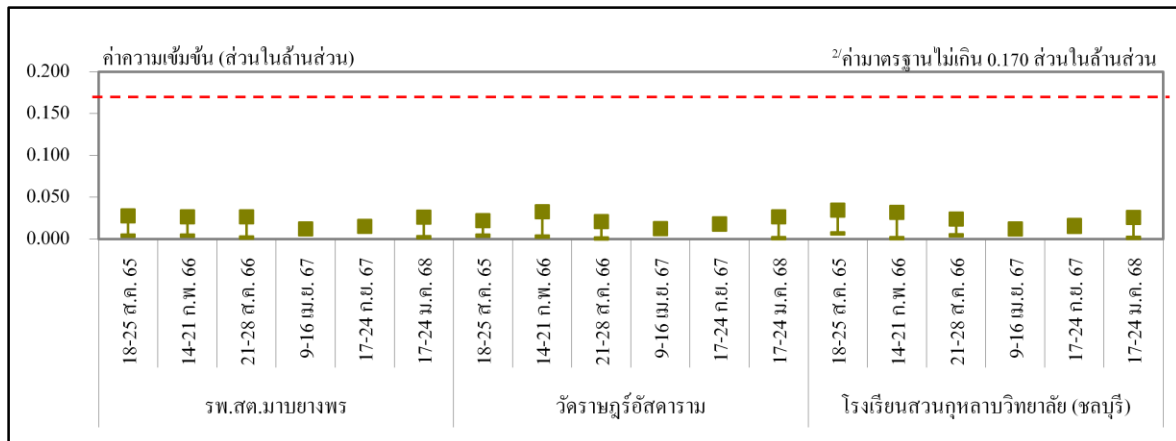 ค่าความเข้มข้น (ส่วนในล้านส่วน)
2/ค่ามาตรฐานไม่เกิน 0.170 ส่วนในล้านส่วน
0.200
0.150
0.100
0.050
0.000
18-25 ส.ค. 65
14-21 ก.พ. 66
21-28 ส.ค. 66
9-16 เม.ย. 67
17-24 ก.ย. 67
17-24 ม.ค. 68
18-25 ส.ค. 65
14-21 ก.พ. 66
21-28 ส.ค. 66
9-16 เม.ย. 67
17-24 ก.ย. 67
17-24 ม.ค. 68
18-25 ส.ค. 65
14-21 ก.พ. 66
21-28 ส.ค. 66
9-16 เม.ย. 67
17-24 ก.ย. 67
17-24 ม.ค. 68
รพ.สต.มาบยางพร
วัดราษฎร์อัสดาราม
โรงเรียนสวนกุหลาบวิทยาลัย (ชลบุรี)